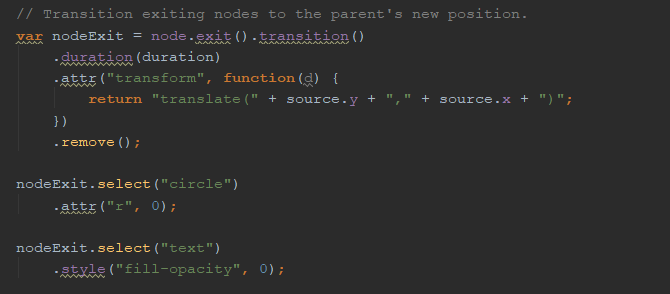 // Transition exiting nodes to the parent's new position.
var nodeExit = node.exit().transition()
    .duration(duration)
    .attr("transform", function(d) {
        return "translate(" + source.y + "," + source.x + ")";
    })
    .remove();

nodeExit.select("circle")
    .attr("r", 0);

nodeExit.select("text")
    .style("fill-opacity", 0);